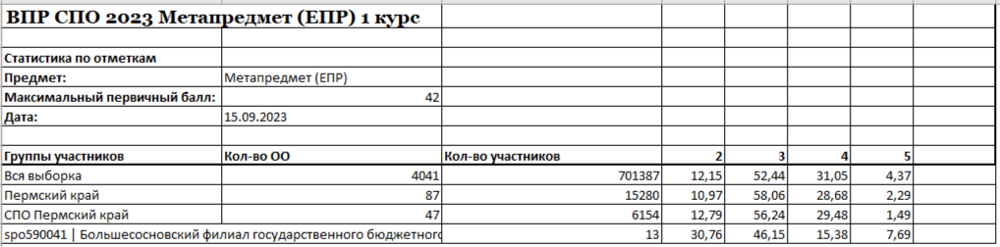 ВПР СПО 2023 Метапредмет (ЕПР) 1 курс
Статистика по отметкам
Предмет: Метапредмет (ЕПР)
Максимальный первичный балл: 42
Дата: 15.09.2023
Группы участников Кол-во ОО Кол-во участников 2 3 4 5
Вся выборка 4041 701387 12,15 52,44 31,05 4,37
Пермский край 87 15280 10,97 58,06 28,68 2,29
СПО Пермский край 47 6154 12,79 56,24 29,48 1,49
spo590041 | Большесосновский филиал государственного бюджетного 13 30,76 46,15 15,38 7,69